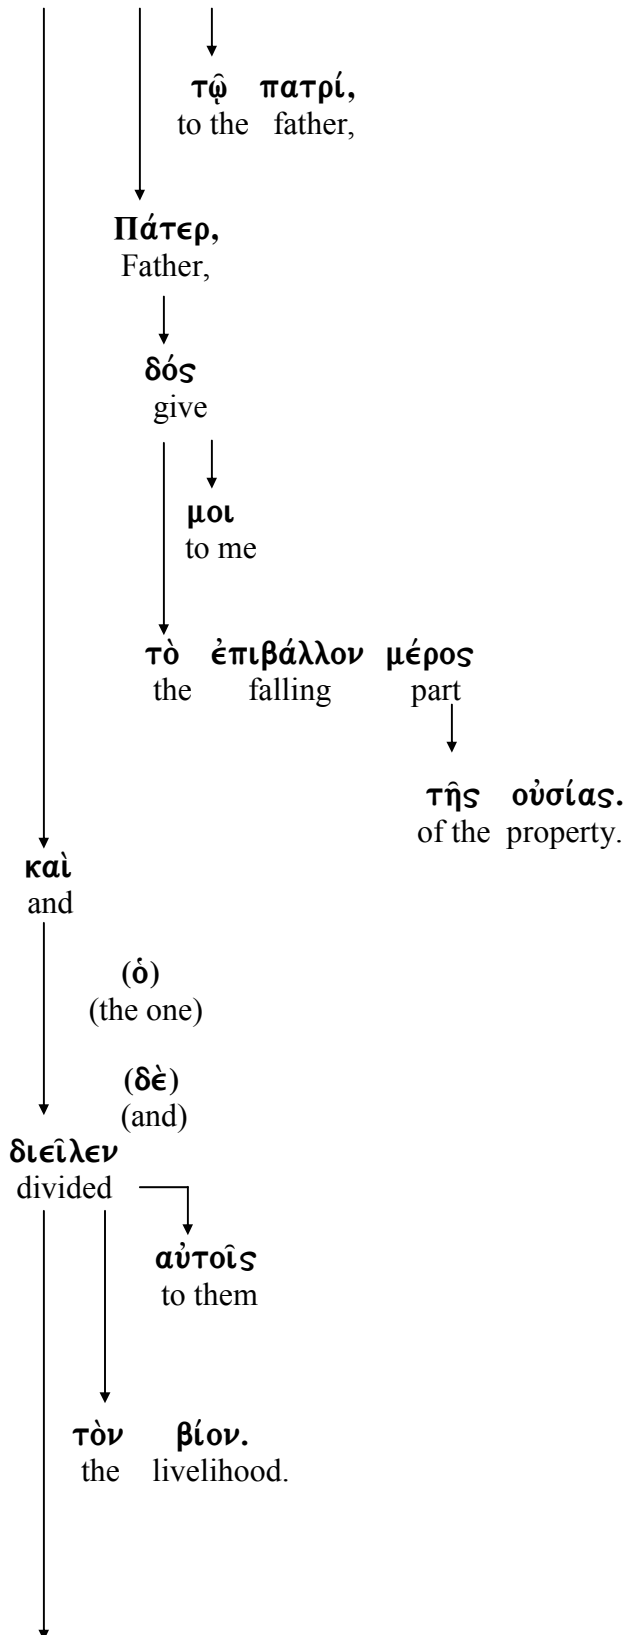 τῷ πατρί,
to the father,
Πάτερ,
Father,
δός
give
μοι
to me
τὸ ἐπιβάλλον μέρος
the falling part
τῆς οὐσίας.
of the property.
καὶ
and
(ὁ)
(the one)
(δὲ)
(and)
διεῖλεν
divided
αὐτοῖς
to them
τὸν βίον.
the livelihood.